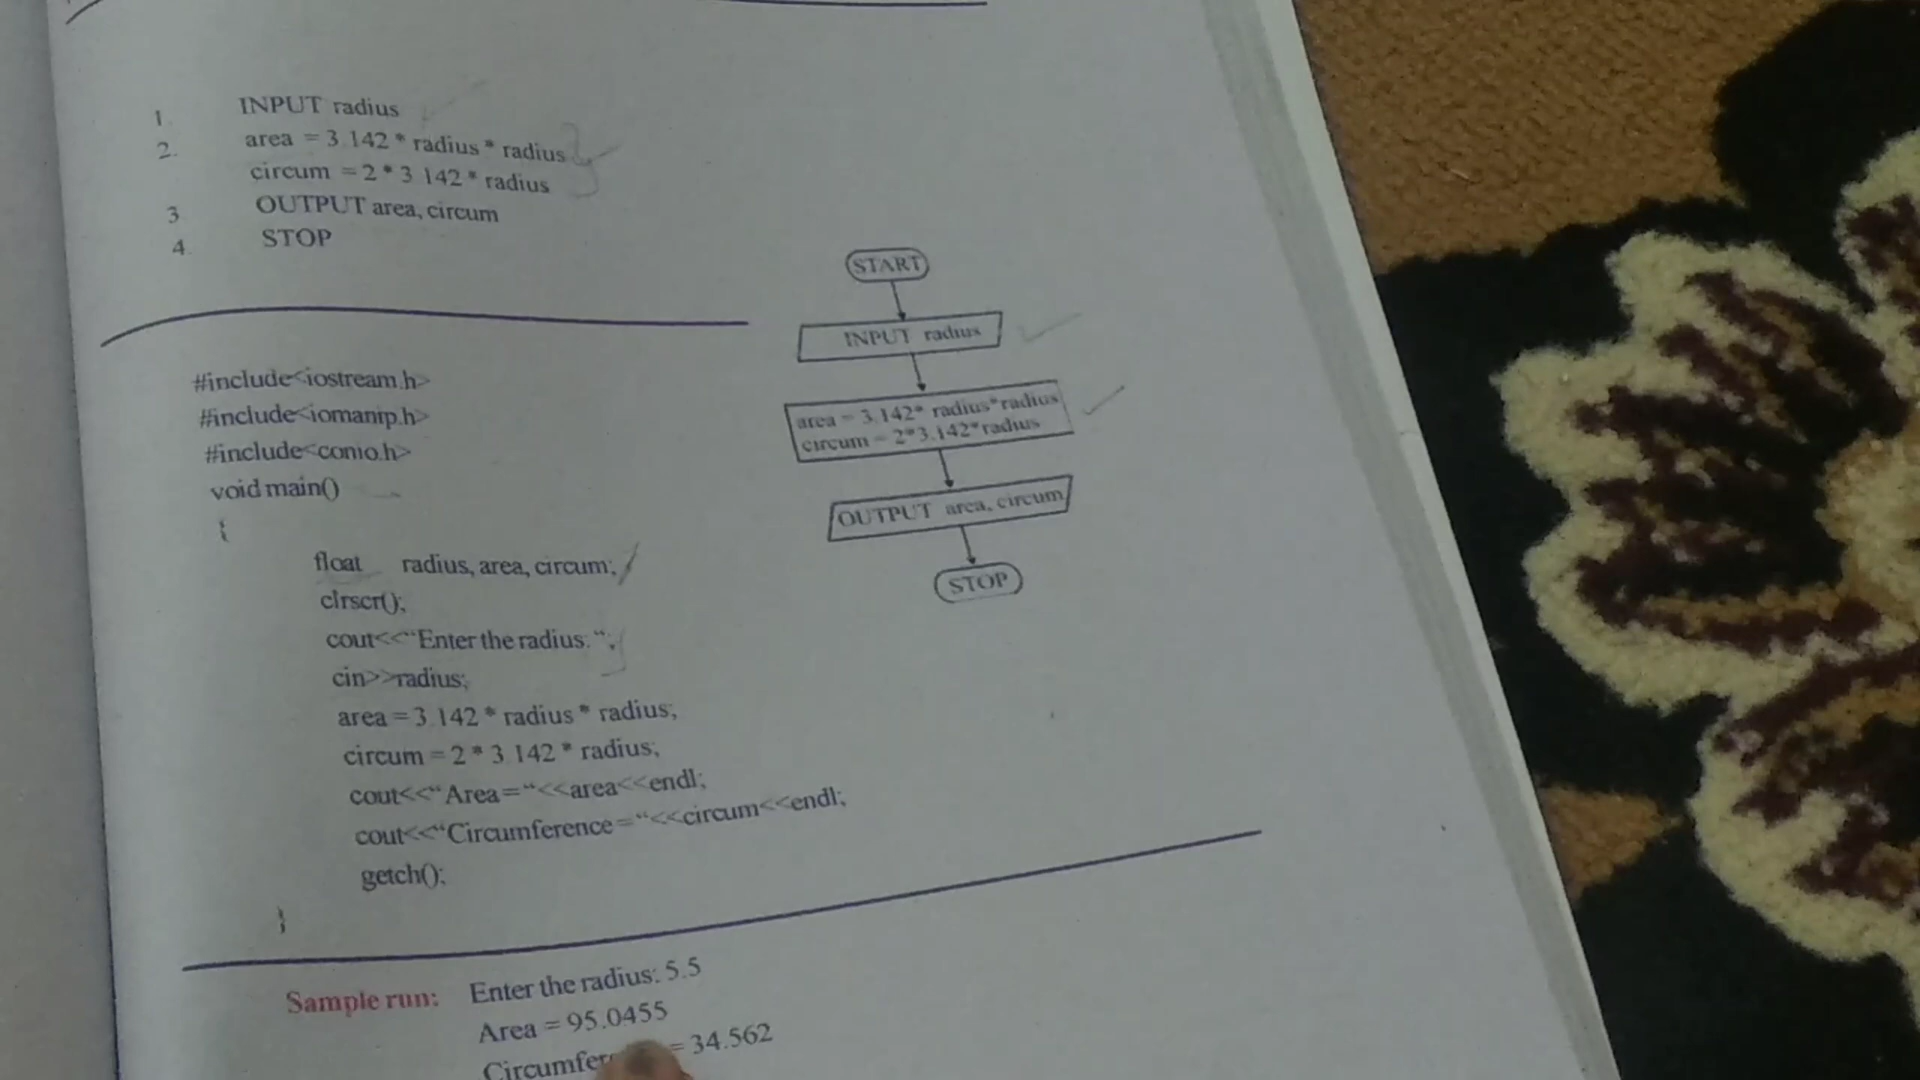 1. INPUT radius
2. area = 3.142 * radius * radius
circum = 2 * 3.142 * radius
3 OUTPUT area, circum
4. STOP
START
INPUT radius
area = 3.142* radius*radius
circum = 2*3.142*radius
OUTPUT area, circum
STOP
#include<iostream.h>
#include<iomanip.h>
#include<conio.h>
void main()
{
float radius, area, circum;
clrscr();
cout<<“Enter the radius: “;
cin>>radius;
area = 3.142 * radius * radius;
circum = 2 * 3.142 * radius;
cout<<“Area=“<<area<<endl;
cout<<“Circumference=“<<circum<<endl;
getch();
}
Sample run: Enter the radius: 5.5
Area = 95.0455
= 34.562